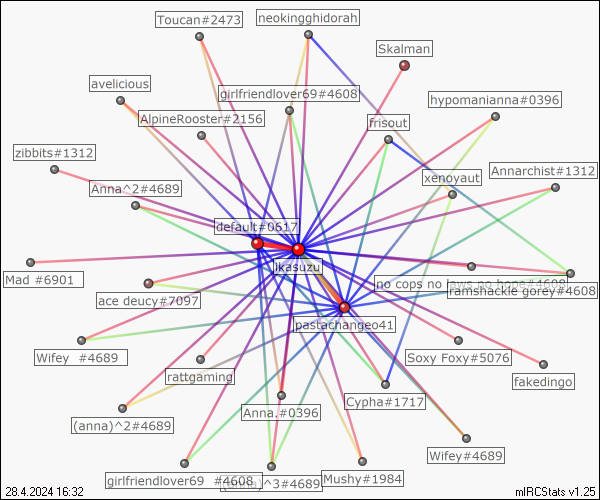 Toucan#2473
neokingghidorah
Skalman
avelicious
girlfriendlover69#4608
hypomanianna#0396
AlpineRooster#2156
frisout
zibbits#1312
Anna^2#4689
xenoyaut
Annarchist#1312
default#0617
ikasuzu
Mad #6901
ace deucy#7097
no cops no laws no hope#4608
ramshackle gorey#4608
pastachange041
Wifey  #4689
Soxy Foxy#5076
rattgaming
fakedingo
Cypha#1717
(anna)^2#4689
Anna.#0396
Wifey#4689
girlfriendlover69  #4608
(anna)^3#4689
Mushy#1984
28.4.2024 16:32
mIRCStats v1.25